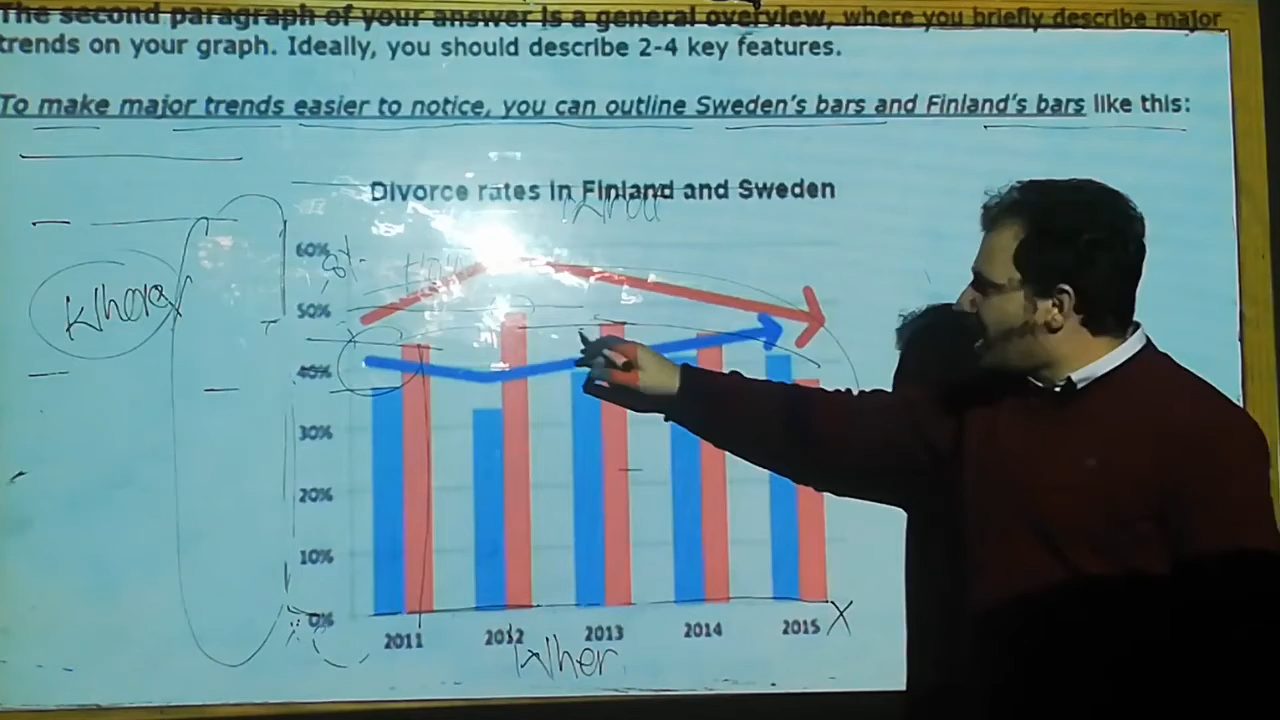 The second paragraph of your answer is a general overview, where you briefly describe major
trends on your graph. Ideally, you should describe 2-4 key features.
To make major trends easier to notice, you can outline Sweden's bars and Finland's bars like this:
Divorce rates in Finland and Sweden
60%
50%
40%
30%
20%
10%
0%
2011 2012 2013 2014 2015 X
Where